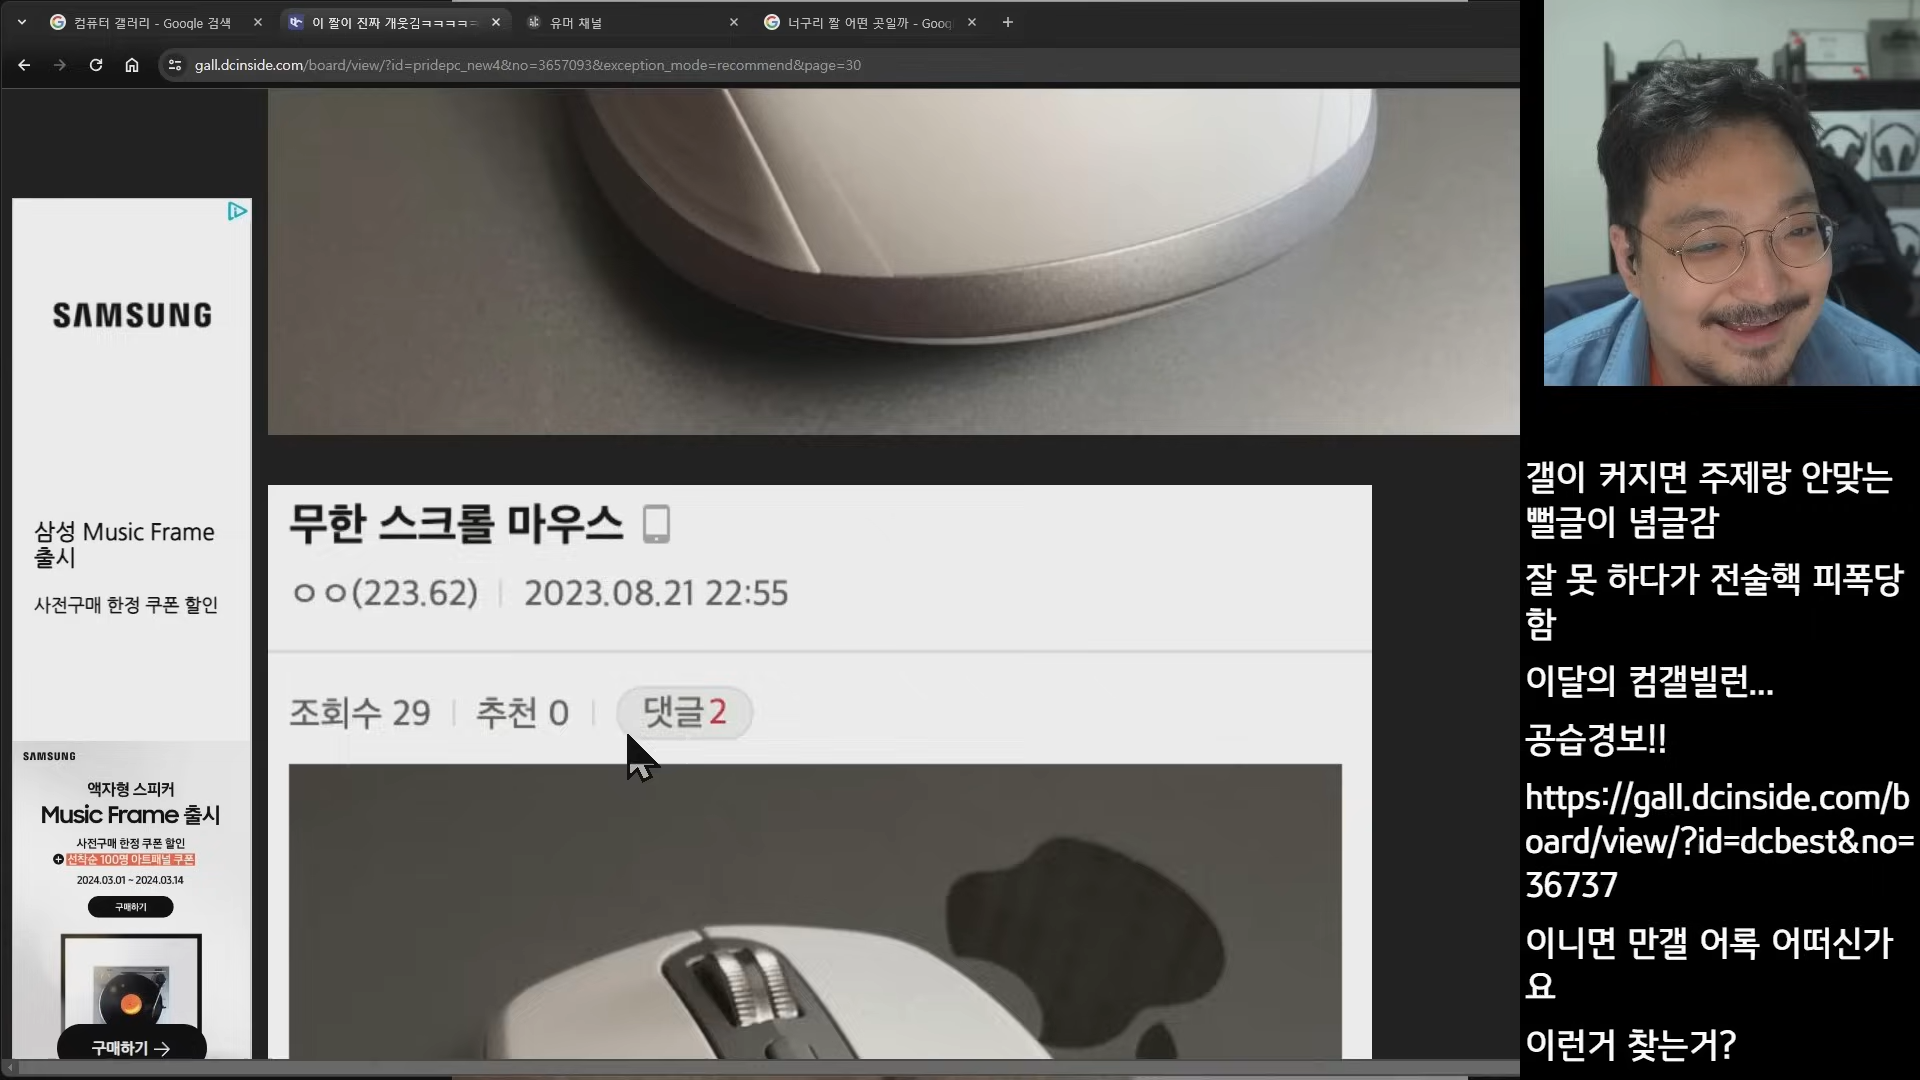 컴퓨터 갤러리 - Google 검색
이 짤이 진짜 개웃김ㅋㅋㅋㅋ
유머 채널
너구리 짤 어떤 곳일까 - Goog
gall.dcinside.com/board/view/?id=pridepc_new4&no=3657093&exception_mode=recommend&page=30
SAMSUNG
삼성 Music Frame
출시
사전구매 한정 쿠폰 할인
SAMSUNG
액자형 스피커
Music Frame 출시
사전구매 한정 쿠폰 할인
선착순 100명 아트패널 쿠폰
2024.03.01 ~ 2024.03.14
구매하기
구매하기 →
무한 스크롤 마우스
ㅇㅇ(223.62) | 2023.08.21 22:55
조회수 29 | 추천 0 | 댓글 2
갤이 커지면 주제랑 안맞는
뻘글이 념글감
잘 못 하다가 전술핵 피폭당
함
이달의 컴갤빌런...
공습경보!!
https://gall.dcinside.com/b
oard/view/?id=dcbest&no=
36737
이니면 만갤 어록 어떠신가
요
이런거 찾는거?